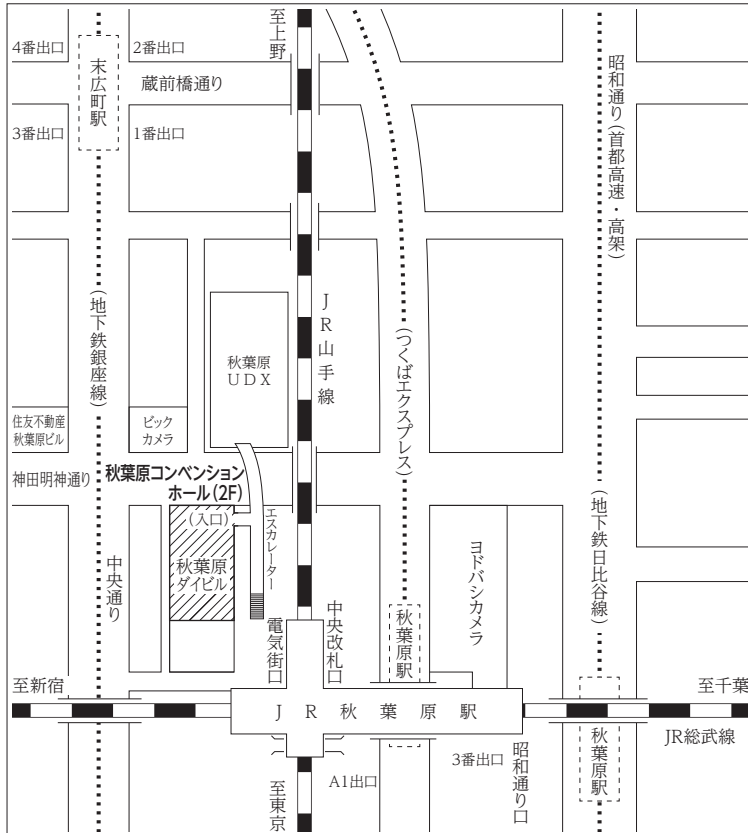 至上野
4番出口
2番出口
末広町駅
蔵前橋通り
3番出口
1番出口
昭和通り(首都高速・高架)
(地下鉄銀座線)
JR山手線
(つくばエクスプレス)
秋葉原
UDX
住友不動産
秋葉原ビル
ビック
カメラ
神田明神通り
秋葉原コンベンション
ホール(2F)
(入口)
エスカレーター
秋葉原
ダイビル
中央通り
ヨドバシカメラ
(地下鉄日比谷線)
電気街口
中央改札口
秋葉原駅
至新宿
至千葉
JR秋葉原駅
JR総武線
秋葉原駅
3番出口
昭和通り口
A1出口
至東京